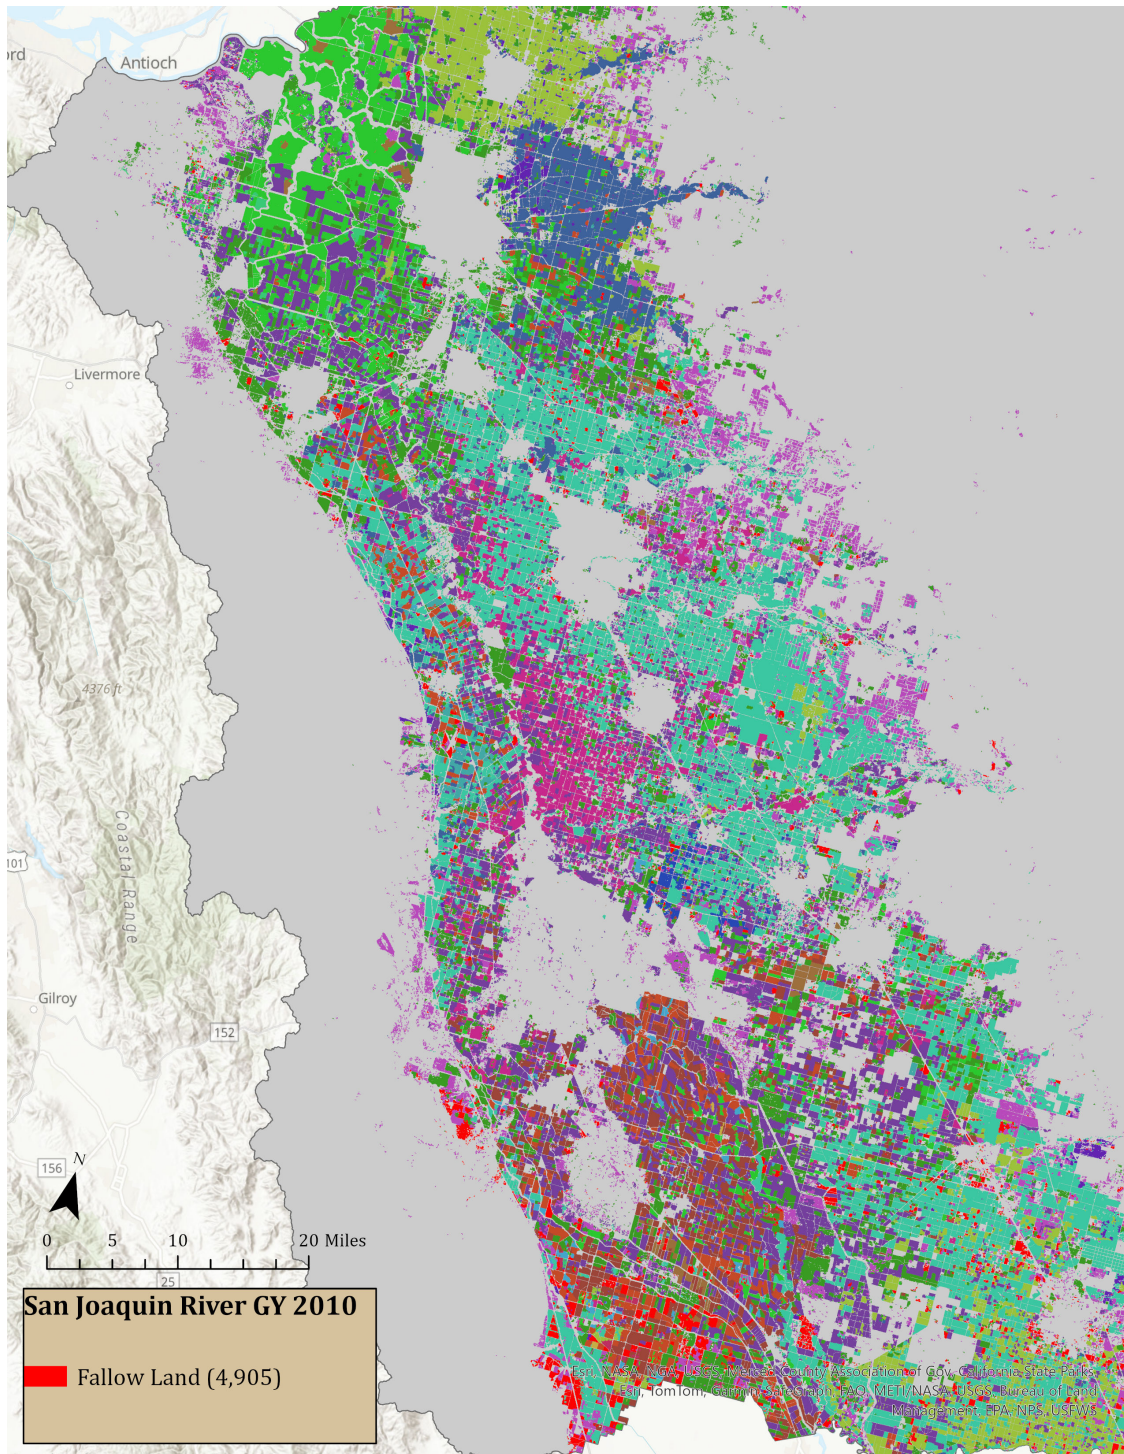 ord
Antioch
Livermore
4376 ft
Coastal Range
101
Gilroy
152
156
N
0 5 10 20 Miles
25
San Joaquin River GY 2010
Fallow Land (4,905)
Esri, NASA, NGA, USGS, Merced County Association of Gov, California State Parks,
Esri, TomTom, Garmin, SafeGraph, FAO, METI/NASA, USGS, Bureau of Land
Management, EPA, NPS, USFWS